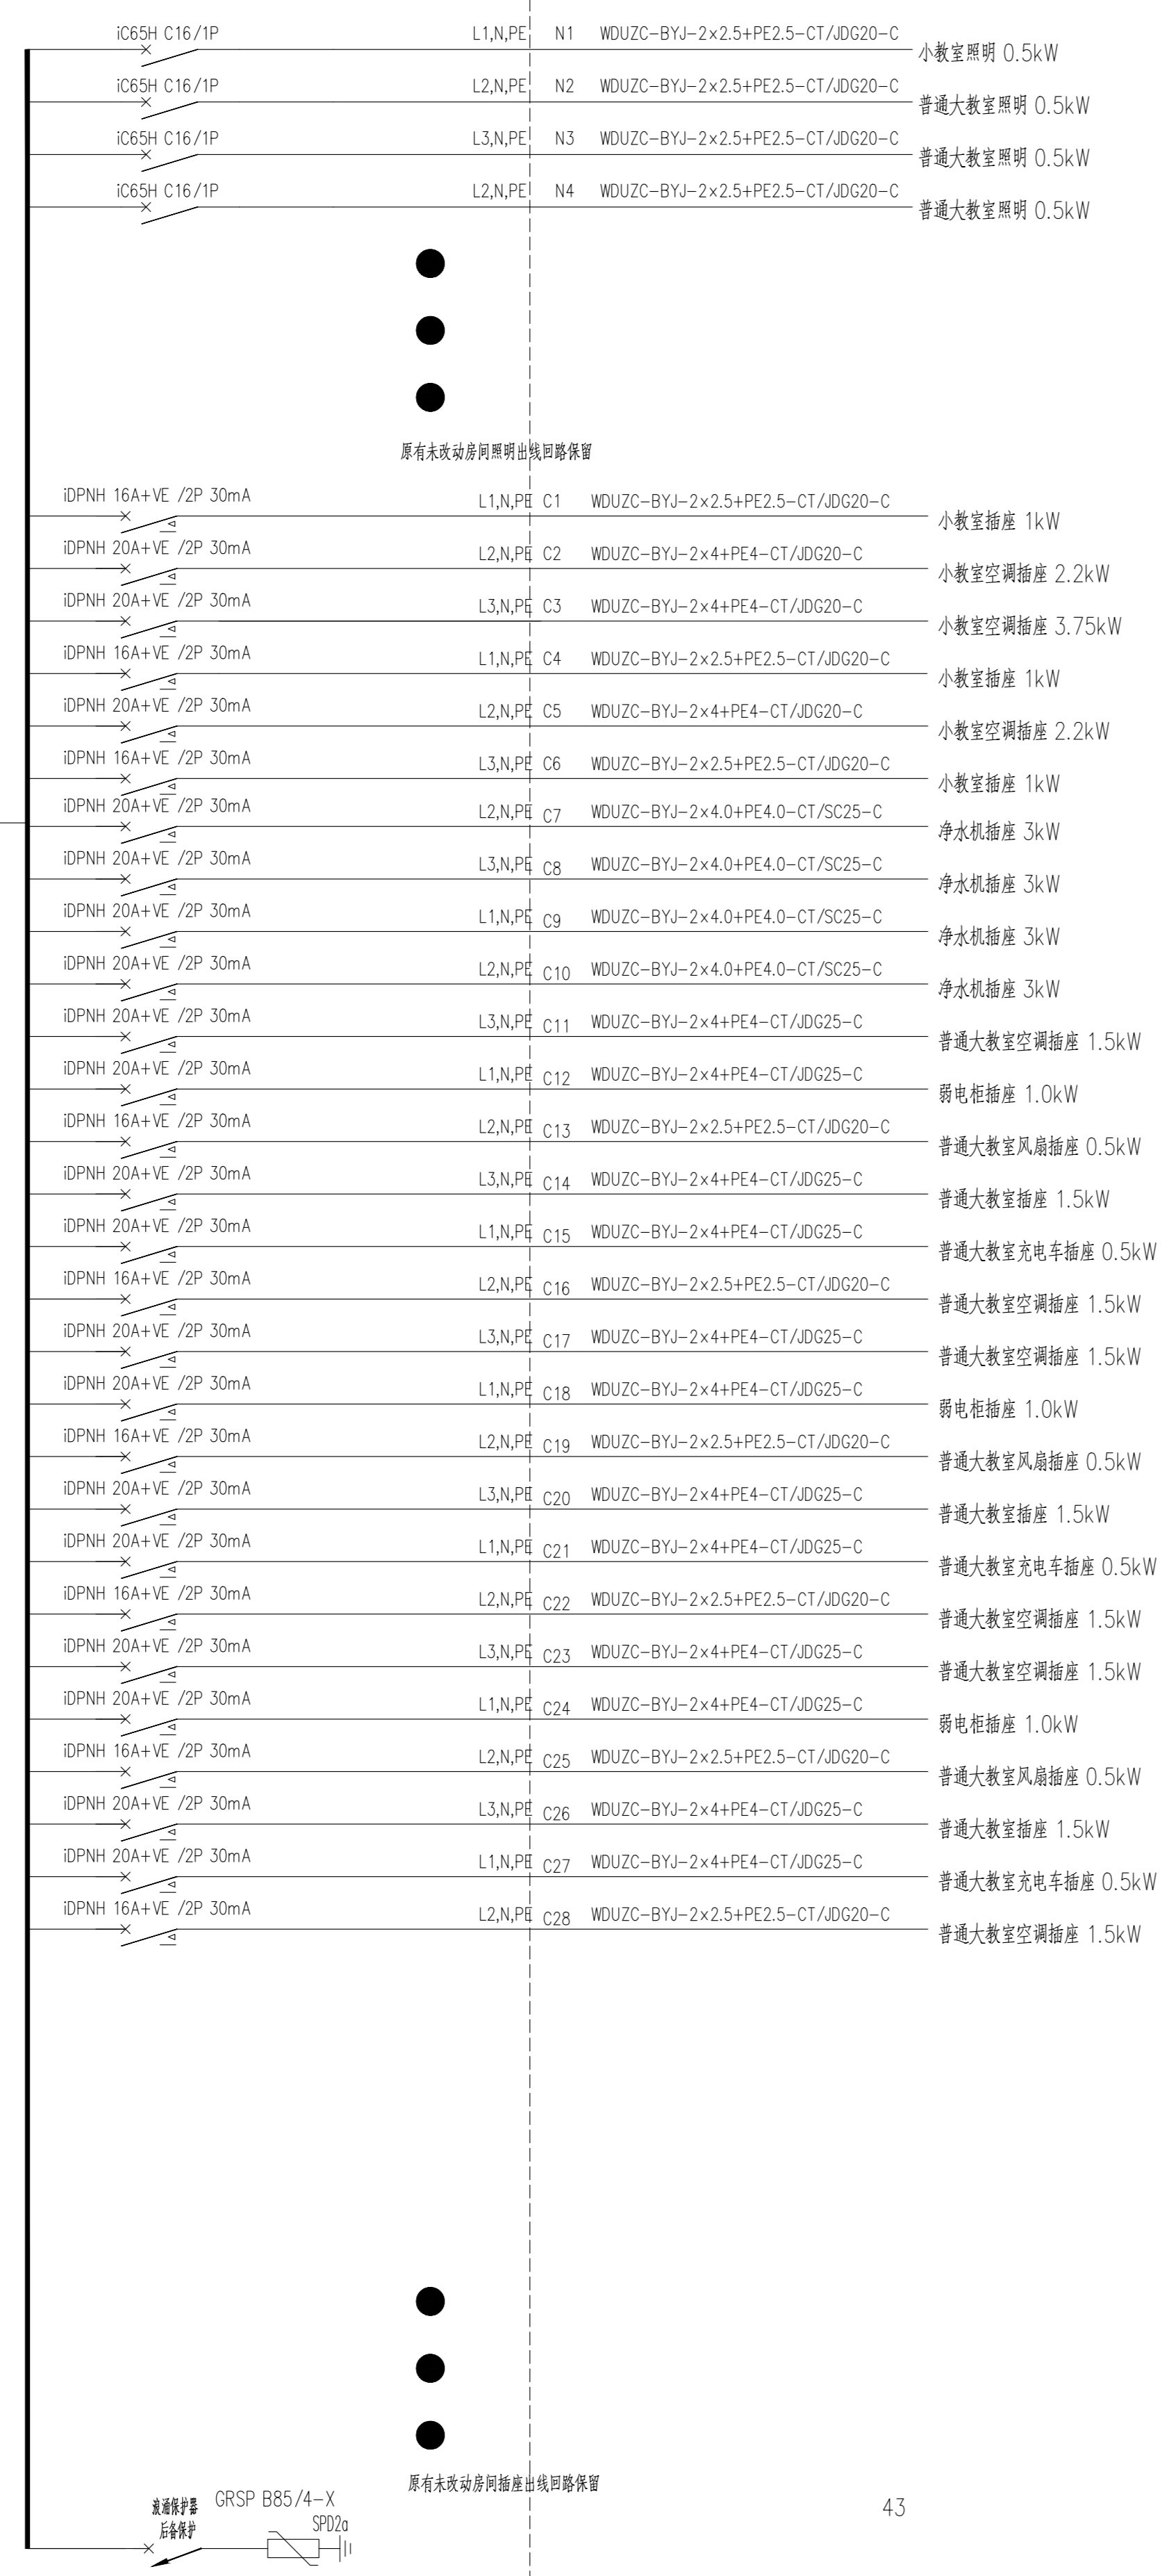 iC65H C16/1P L1,N,PE N1 WDUZC-BYJ-2×2.5+PE2.5-CT/JDG20-C 小教室照明 0.5kW
iC65H C16/1P L2,N,PE N2 WDUZC-BYJ-2×2.5+PE2.5-CT/JDG20-C 普通大教室照明 0.5kW
iC65H C16/1P L3,N,PE N3 WDUZC-BYJ-2×2.5+PE2.5-CT/JDG20-C 普通大教室照明 0.5kW
iC65H C16/1P L2,N,PE N4 WDUZC-BYJ-2×2.5+PE2.5-CT/JDG20-C 普通大教室照明 0.5kW
原有未改动房间照明出线回路保留
iDPNH 16A+VE /2P 30mA L1,N,PE C1 WDUZC-BYJ-2×2.5+PE2.5-CT/JDG20-C 小教室插座 1kW
iDPNH 20A+VE /2P 30mA L2,N,PE C2 WDUZC-BYJ-2×4+PE4-CT/JDG20-C 小教室空调插座 2.2kW
iDPNH 20A+VE /2P 30mA L3,N,PE C3 WDUZC-BYJ-2×4+PE4-CT/JDG20-C 小教室空调插座 3.75kW
iDPNH 16A+VE /2P 30mA L1,N,PE C4 WDUZC-BYJ-2×2.5+PE2.5-CT/JDG20-C 小教室插座 1kW
iDPNH 20A+VE /2P 30mA L2,N,PE C5 WDUZC-BYJ-2×4+PE4-CT/JDG20-C 小教室空调插座 2.2kW
iDPNH 16A+VE /2P 30mA L3,N,PE C6 WDUZC-BYJ-2×2.5+PE2.5-CT/JDG20-C 小教室插座 1kW
iDPNH 20A+VE /2P 30mA L2,N,PE C7 WDUZC-BYJ-2×4.0+PE4.0-CT/SC25-C 净水机插座 3kW
iDPNH 20A+VE /2P 30mA L3,N,PE C8 WDUZC-BYJ-2×4.0+PE4.0-CT/SC25-C 净水机插座 3kW
iDPNH 20A+VE /2P 30mA L1,N,PE C9 WDUZC-BYJ-2×4.0+PE4.0-CT/SC25-C 净水机插座 3kW
iDPNH 20A+VE /2P 30mA L2,N,PE C10 WDUZC-BYJ-2×4.0+PE4.0-CT/SC25-C 净水机插座 3kW
iDPNH 20A+VE /2P 30mA L3,N,PE C11 WDUZC-BYJ-2×4+PE4-CT/JDG25-C 普通大教室空调插座 1.5kW
iDPNH 20A+VE /2P 30mA L1,N,PE C12 WDUZC-BYJ-2×4+PE4-CT/JDG25-C 弱电柜插座 1.0kW
iDPNH 16A+VE /2P 30mA L2,N,PE C13 WDUZC-BYJ-2×2.5+PE2.5-CT/JDG20-C 普通大教室风扇插座 0.5kW
iDPNH 20A+VE /2P 30mA L3,N,PE C14 WDUZC-BYJ-2×4+PE4-CT/JDG25-C 普通大教室插座 1.5kW
iDPNH 20A+VE /2P 30mA L1,N,PE C15 WDUZC-BYJ-2×4+PE4-CT/JDG25-C 普通大教室充电车插座 0.5kW
iDPNH 16A+VE /2P 30mA L2,N,PE C16 WDUZC-BYJ-2×2.5+PE2.5-CT/JDG20-C 普通大教室空调插座 1.5kW
iDPNH 20A+VE /2P 30mA L3,N,PE C17 WDUZC-BYJ-2×4+PE4-CT/JDG25-C 普通大教室空调插座 1.5kW
iDPNH 20A+VE /2P 30mA L1,N,PE C18 WDUZC-BYJ-2×4+PE4-CT/JDG25-C 弱电柜插座 1.0kW
iDPNH 16A+VE /2P 30mA L2,N,PE C19 WDUZC-BYJ-2×2.5+PE2.5-CT/JDG20-C 普通大教室风扇插座 0.5kW
iDPNH 20A+VE /2P 30mA L3,N,PE C20 WDUZC-BYJ-2×4+PE4-CT/JDG25-C 普通大教室插座 1.5kW
iDPNH 20A+VE /2P 30mA L1,N,PE C21 WDUZC-BYJ-2×4+PE4-CT/JDG25-C 普通大教室充电车插座 0.5kW
iDPNH 16A+VE /2P 30mA L2,N,PE C22 WDUZC-BYJ-2×2.5+PE2.5-CT/JDG20-C 普通大教室空调插座 1.5kW
iDPNH 20A+VE /2P 30mA L3,N,PE C23 WDUZC-BYJ-2×4+PE4-CT/JDG25-C 普通大教室空调插座 1.5kW
iDPNH 20A+VE /2P 30mA L1,N,PE C24 WDUZC-BYJ-2×4+PE4-CT/JDG25-C 弱电柜插座 1.0kW
iDPNH 16A+VE /2P 30mA L2,N,PE C25 WDUZC-BYJ-2×2.5+PE2.5-CT/JDG20-C 普通大教室风扇插座 0.5kW
iDPNH 20A+VE /2P 30mA L3,N,PE C26 WDUZC-BYJ-2×4+PE4-CT/JDG25-C 普通大教室插座 1.5kW
iDPNH 20A+VE /2P 30mA L1,N,PE C27 WDUZC-BYJ-2×4+PE4-CT/JDG25-C 普通大教室充电车插座 0.5kW
iDPNH 16A+VE /2P 30mA L2,N,PE C28 WDUZC-BYJ-2×2.5+PE2.5-CT/JDG20-C 普通大教室空调插座 1.5kW
原有未改动房间插座出线回路保留
浪涌保护器 GRSP B85/4-X 43
后备保护 SPD2a